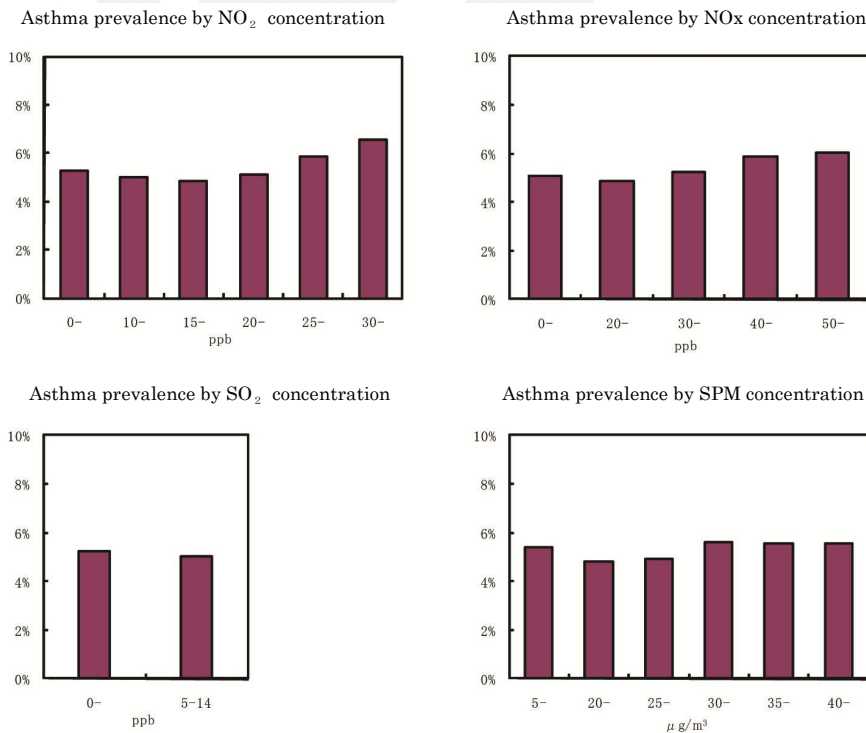 Asthma prevalence by NO₂ concentration
10%
8%
6%
4%
2%
0%
0- 10- 15- 20- 25- 30-
ppb
Asthma prevalence by NOx concentration
10%
8%
6%
4%
2%
0%
0- 20- 30- 40- 50-
ppb
Asthma prevalence by SO₂ concentration
10%
8%
6%
4%
2%
0%
0- 5-14
ppb
Asthma prevalence by SPM concentration
10%
8%
6%
4%
2%
0%
5- 20- 25- 30- 35- 40-
μg/m³